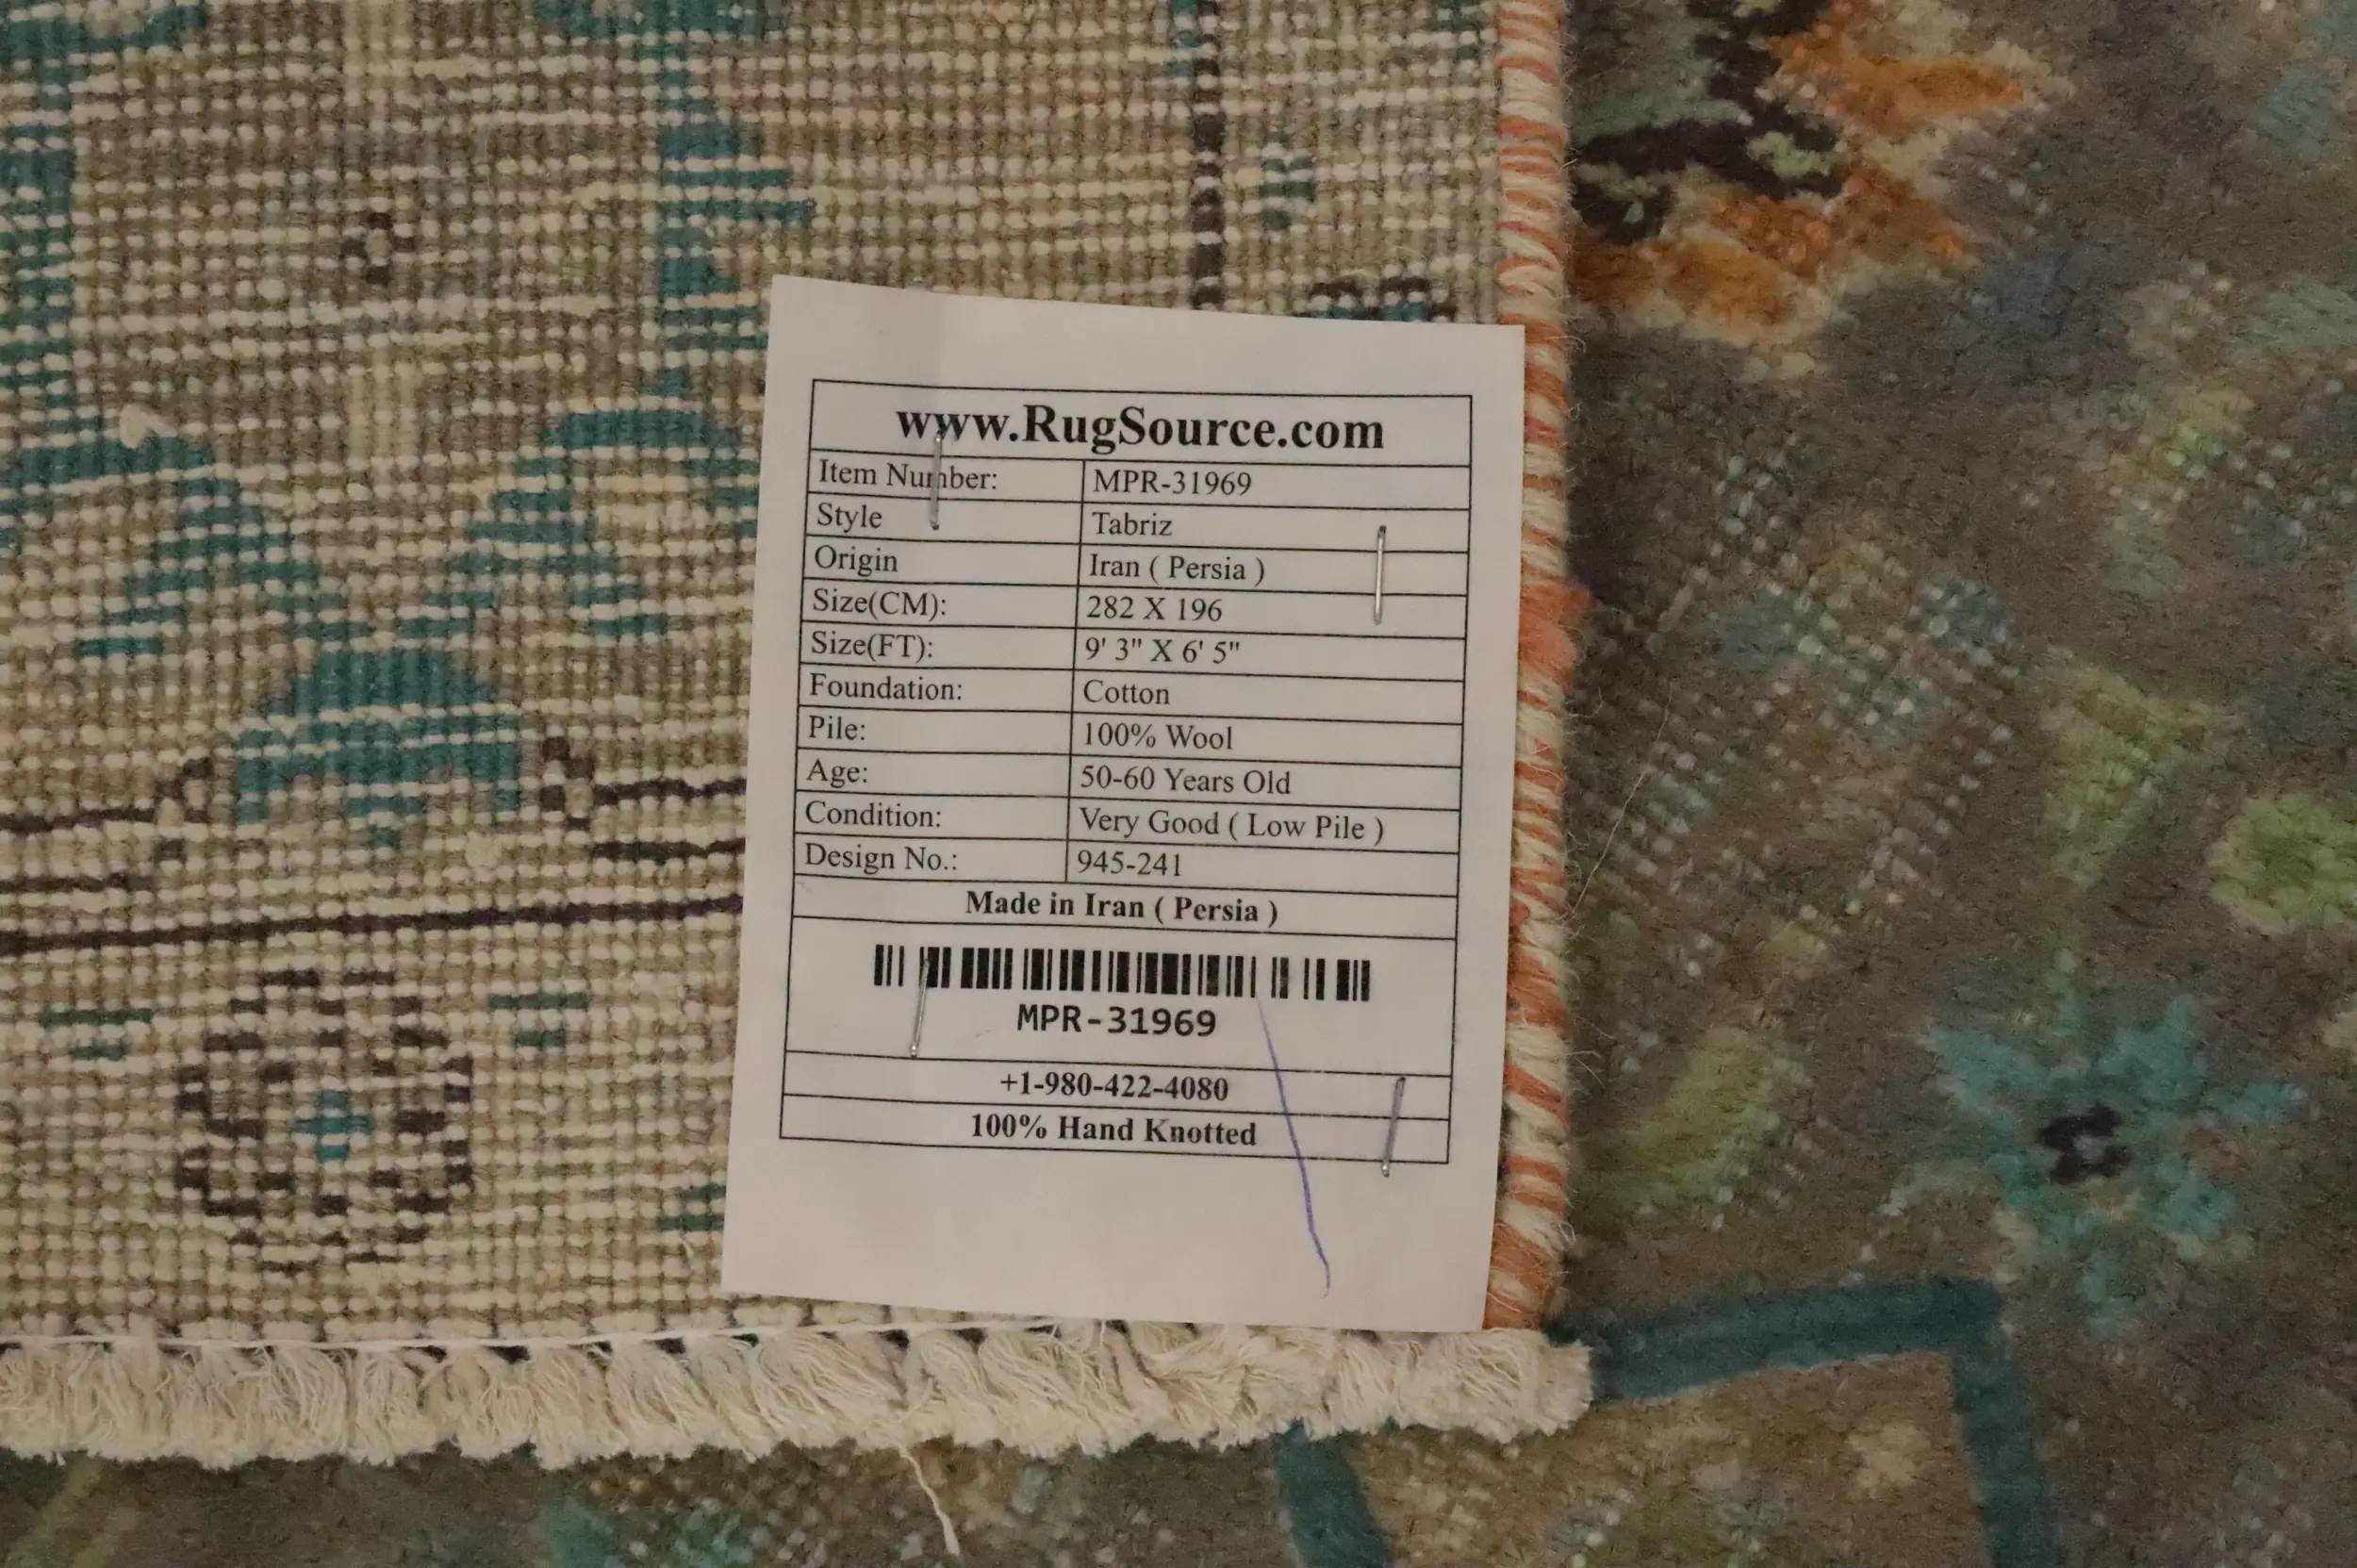 www.RugSource.com
Item Number: MPR-31969
Style Tabriz
Origin Iran ( Persia )
Size(CM): 282 X 196
Size(FT): 9' 3" X 6' 5"
Foundation: Cotton
Pile: 100% Wool
Age: 50-60 Years Old
Condition: Very Good ( Low Pile )
Design No.: 945-241
Made in Iran ( Persia )
MPR-31969
+1-980-422-4080
100% Hand Knotted